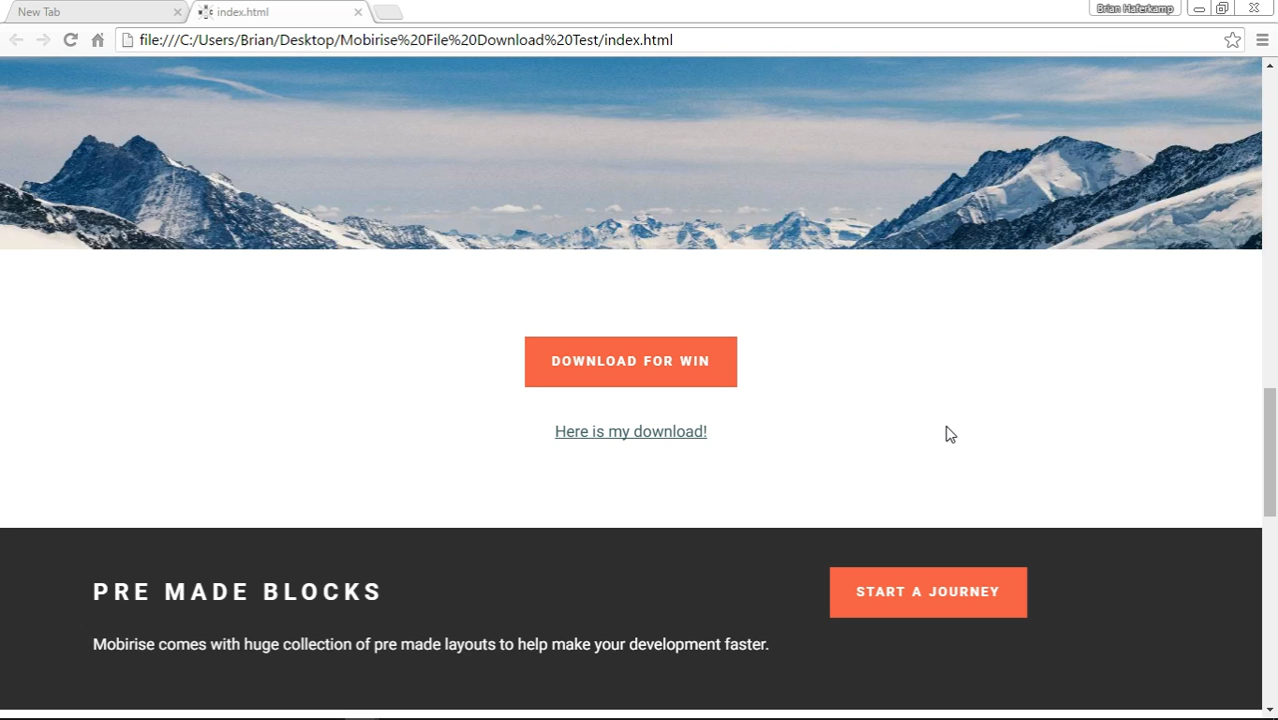 New Tab
index.html
Brian Haferkamp
file:///C:/Users/Brian/Desktop/Mobirise%20File%20Download%20Test/index.html
DOWNLOAD FOR WIN
Here is my download!
PRE MADE BLOCKS
START A JOURNEY
Mobirise comes with huge collection of pre made layouts to help make your development faster.